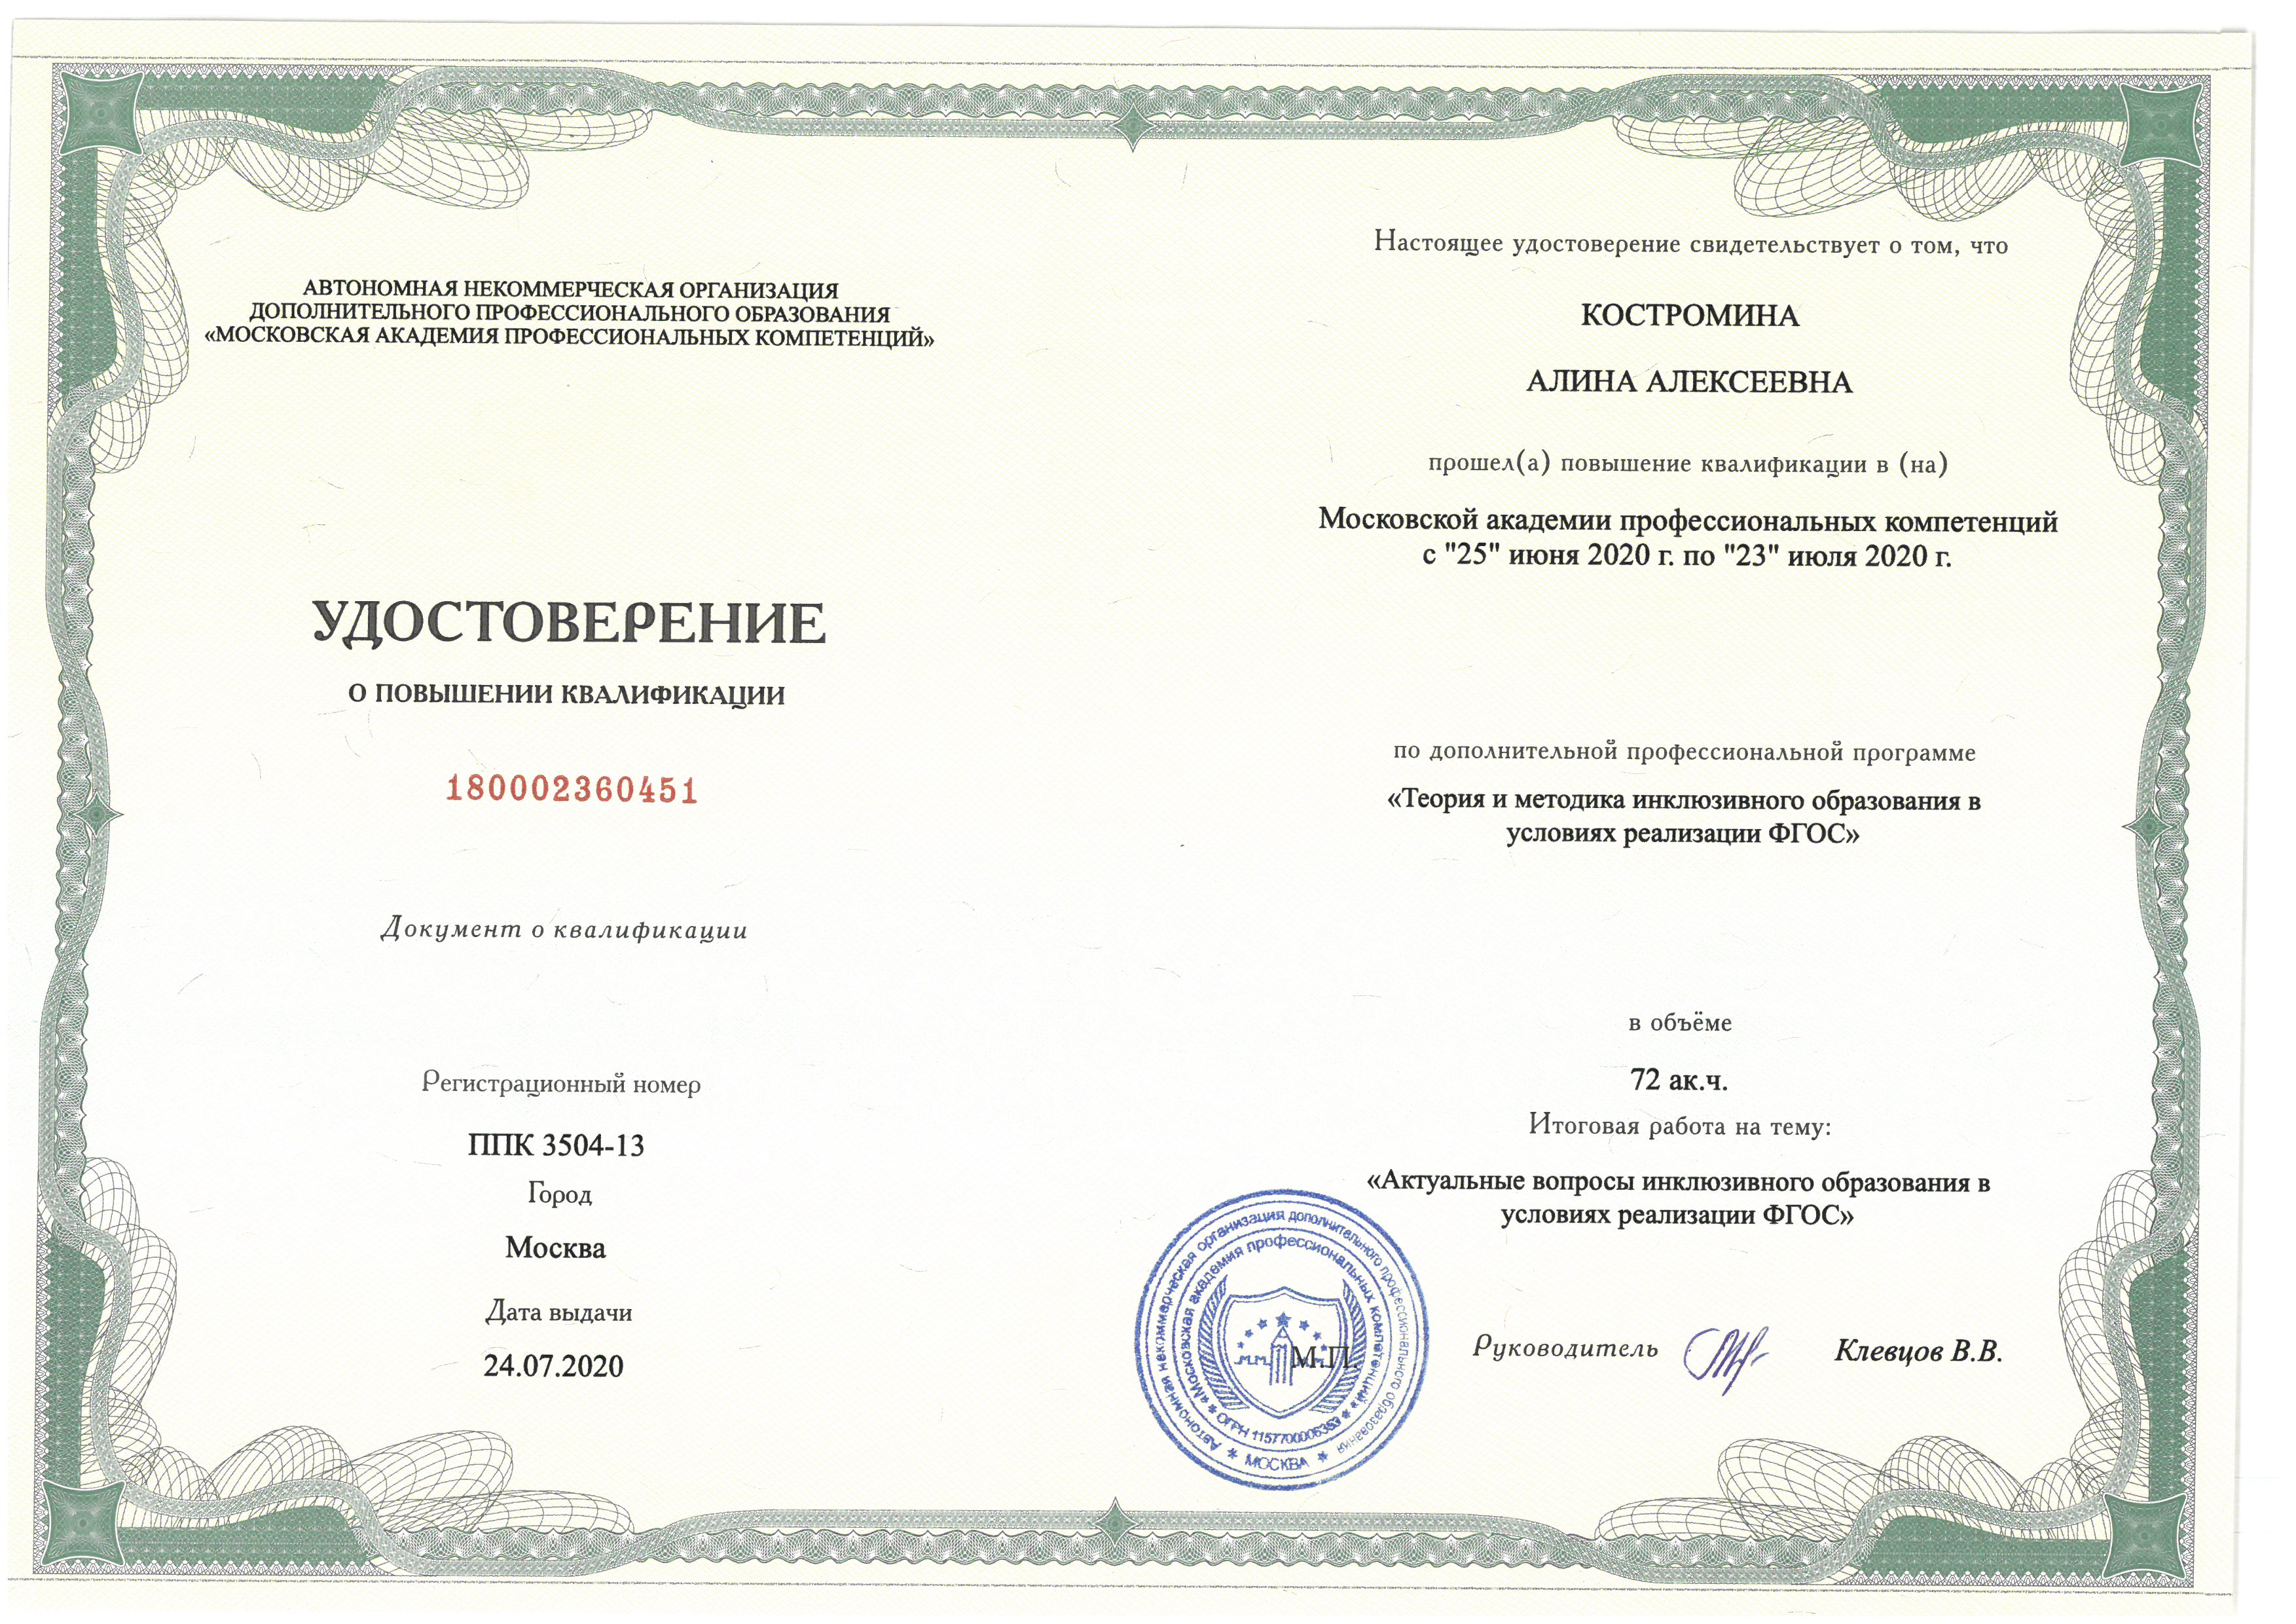 АВТОНОМНАЯ НЕКОММЕРЧЕСКАЯ ОРГАНИЗАЦИЯ
ДОПОЛНИТЕЛЬНОГО ПРОФЕССИОНАЛЬНОГО ОБРАЗОВАНИЯ
«МОСКОВСКАЯ АКАДЕМИЯ ПРОФЕССИОНАЛЬНЫХ КОМПЕТЕНЦИЙ»
УДОСТОВЕРЕНИЕ
О ПОВЫШЕНИИ КВАЛИФИКАЦИИ
180002360451
Документ о квалификации
Регистрационный номер
ППК 3504-13
Город
Москва
Дата выдачи
24.07.2020
Настоящее удостоверение свидетельствует о том, что
КОСТРОМИНА
АЛИНА АЛЕКСЕЕВНА
прошел(а) повышение квалификации в (на)
Московской академии профессиональных компетенций
с "25" июня 2020 г. по "23" июля 2020 г.
по дополнительной профессиональной программе
«Теория и методика инклюзивного образования в
условиях реализации ФГОС»
в объёме
72 ак.ч.
Итоговая работа на тему:
«Актуальные вопросы инклюзивного образования в
условиях реализации ФГОС»
Руководитель Клевцов В.В.
М.П.
Автономная некоммерческая организация дополнительного профессионального образования
* МОСКВА *
«Московская академия профессиональных компетенций»
* ОГРН 1157700006353 *